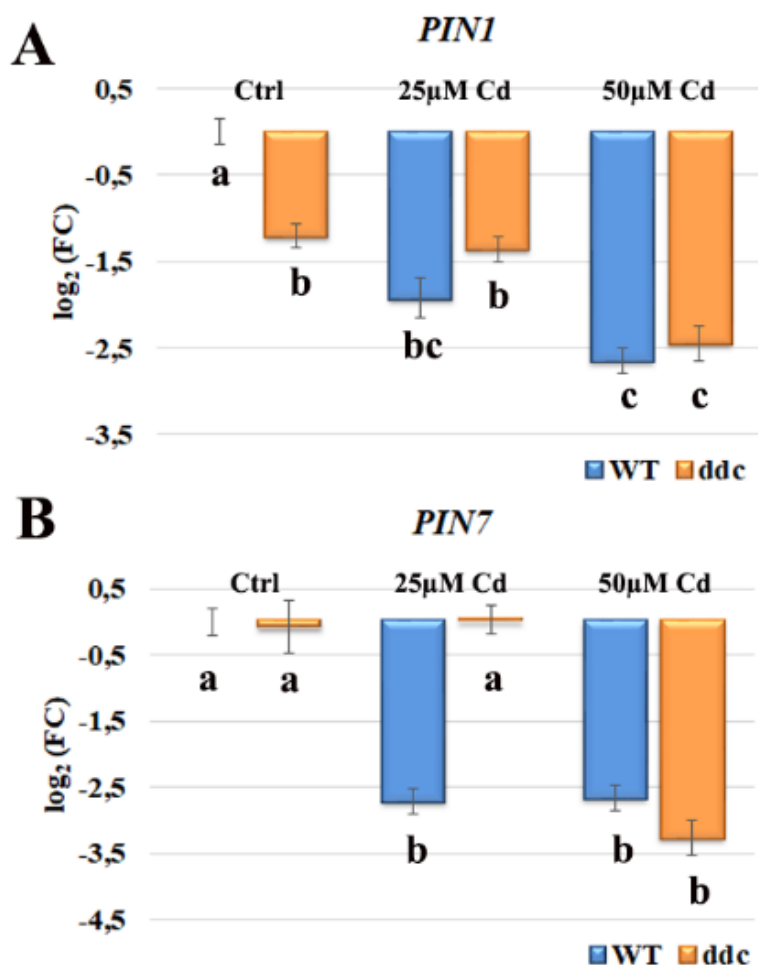 A
PIN1
0,5
Ctrl
25µM Cd
50µM Cd
a
-0,5
log₂ (FC)
-1,5
b
b
bc
-2,5
c
c
-3,5
WT
ddc
B
PIN7
0,5
Ctrl
25µM Cd
50µM Cd
-0,5
a
a
a
log₂ (FC)
-1,5
-2,5
b
b
-3,5
b
-4,5
WT
ddc